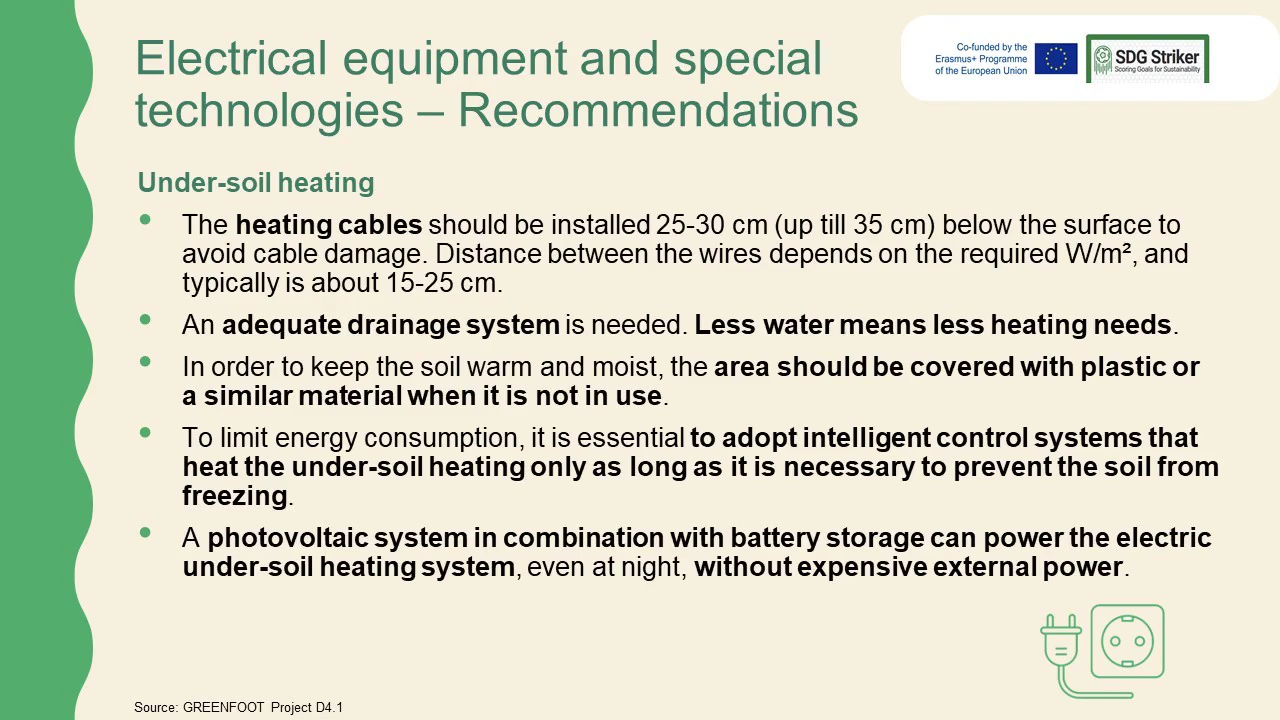 Electrical equipment and special
technologies – Recommendations
Co-funded by the
Erasmus+ Programme
of the European Union
SDG Striker
Scoring Goals for Sustainability
Under-soil heating
• The heating cables should be installed 25-30 cm (up till 35 cm) below the surface to
avoid cable damage. Distance between the wires depends on the required W/m², and
typically is about 15-25 cm.
• An adequate drainage system is needed. Less water means less heating needs.
• In order to keep the soil warm and moist, the area should be covered with plastic or
a similar material when it is not in use.
• To limit energy consumption, it is essential to adopt intelligent control systems that
heat the under-soil heating only as long as it is necessary to prevent the soil from
freezing.
• A photovoltaic system in combination with battery storage can power the electric
under-soil heating system, even at night, without expensive external power.
Source: GREENFOOT Project D4.1